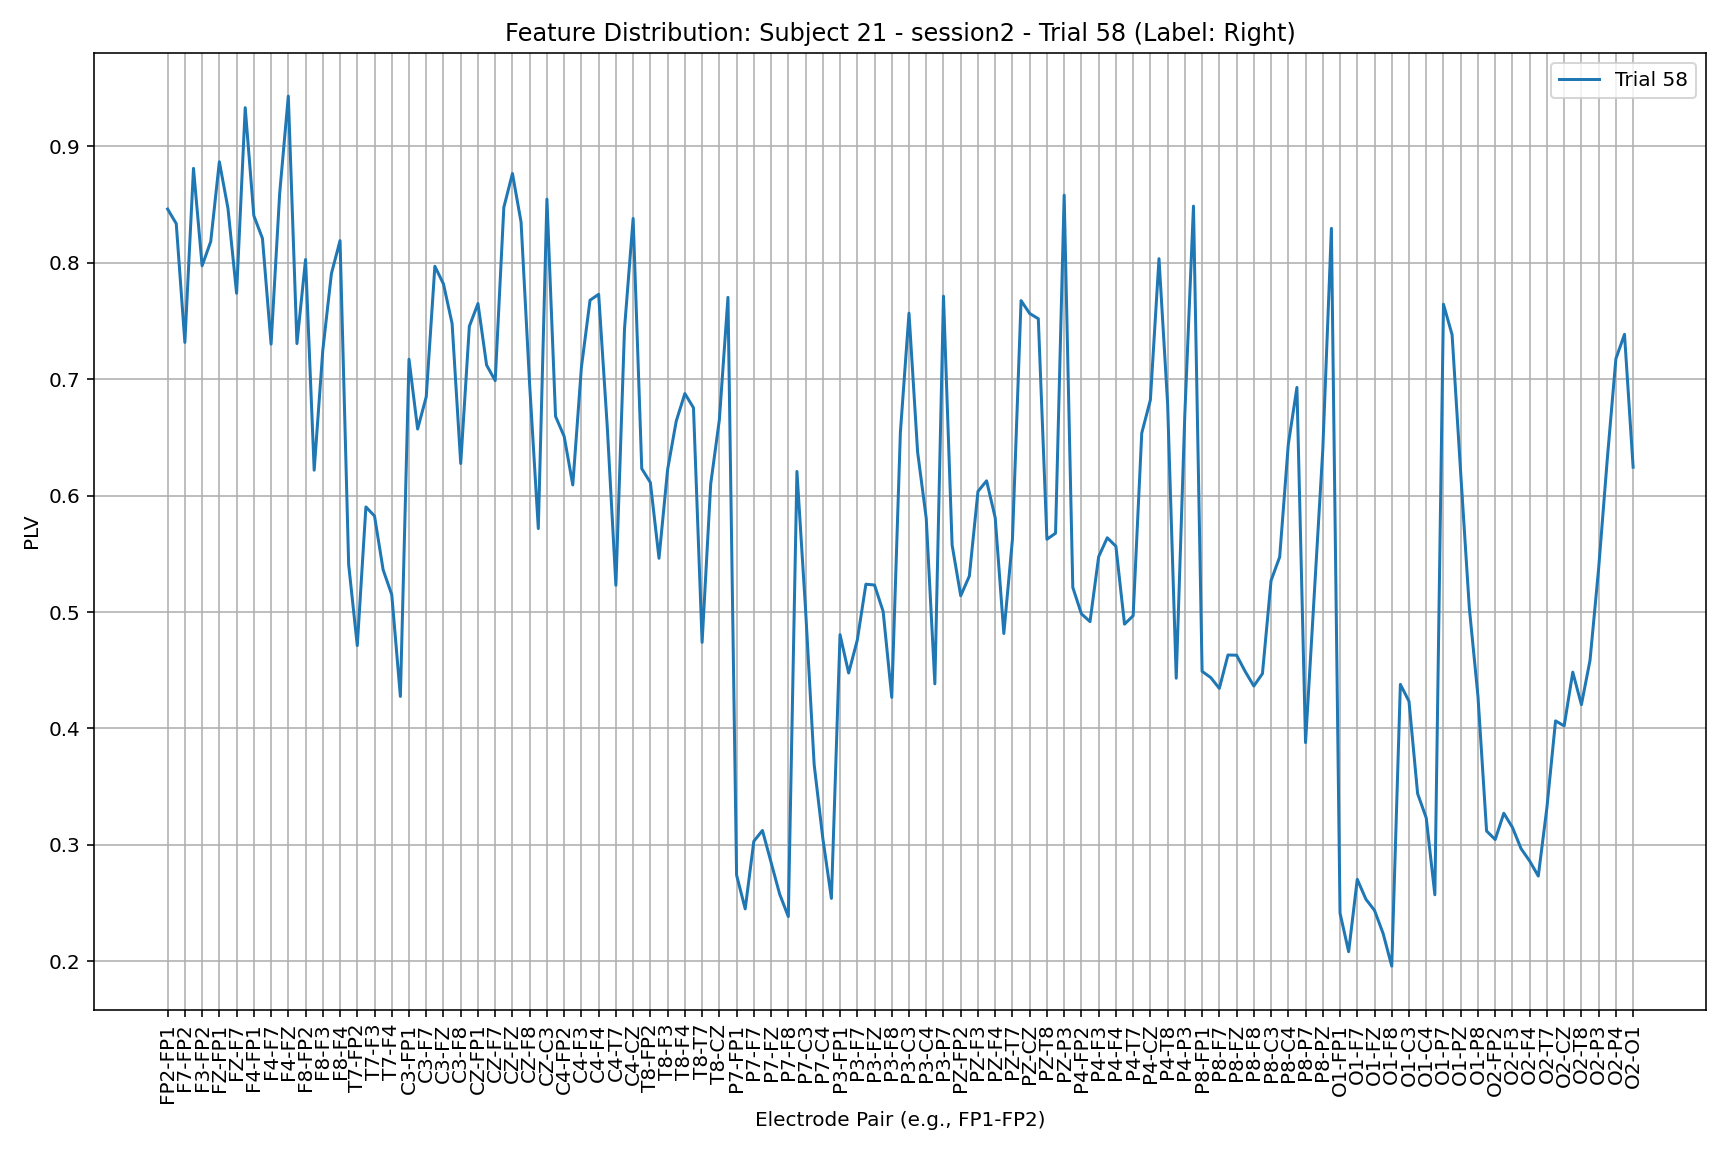 Feature Distribution: Subject 21 - session2 - Trial 58 (Label: Right)
Trial 58
0.9
0.8
0.7
0.6
0.5
0.4
0.3
0.2
PLV
FP2-FP1
F7-FP2
F3-FP2
FZ-FP1
FZ-F7
F4-FP1
F4-F7
F4-FZ
F8-FP2
F8-F3
F8-F4
T7-FP2
T7-F3
T7-F4
C3-FP1
C3-F7
C3-FZ
C3-F8
CZ-FP1
CZ-F7
CZ-FZ
CZ-F8
CZ-C3
C4-FP2
C4-F3
C4-F4
C4-T7
C4-CZ
T8-FP2
T8-F3
T8-F4
T8-T7
T8-CZ
P7-FP1
P7-F7
P7-FZ
P7-F8
P7-C3
P7-C4
P3-FP1
P3-F7
P3-FZ
P3-F8
P3-C3
P3-C4
P3-P7
PZ-FP2
PZ-F3
PZ-F4
PZ-T7
PZ-CZ
PZ-T8
PZ-P3
P4-FP2
P4-F3
P4-F4
P4-T7
P4-CZ
P4-T8
P4-P3
P8-FP1
P8-F7
P8-FZ
P8-F8
P8-C3
P8-C4
P8-P7
P8-PZ
O1-FP1
O1-F7
O1-FZ
O1-F8
O1-C3
O1-C4
O1-P7
O1-PZ
O1-P8
O2-FP2
O2-F3
O2-F4
O2-T7
O2-CZ
O2-T8
O2-P3
O2-P4
O2-O1
Electrode Pair (e.g., FP1-FP2)